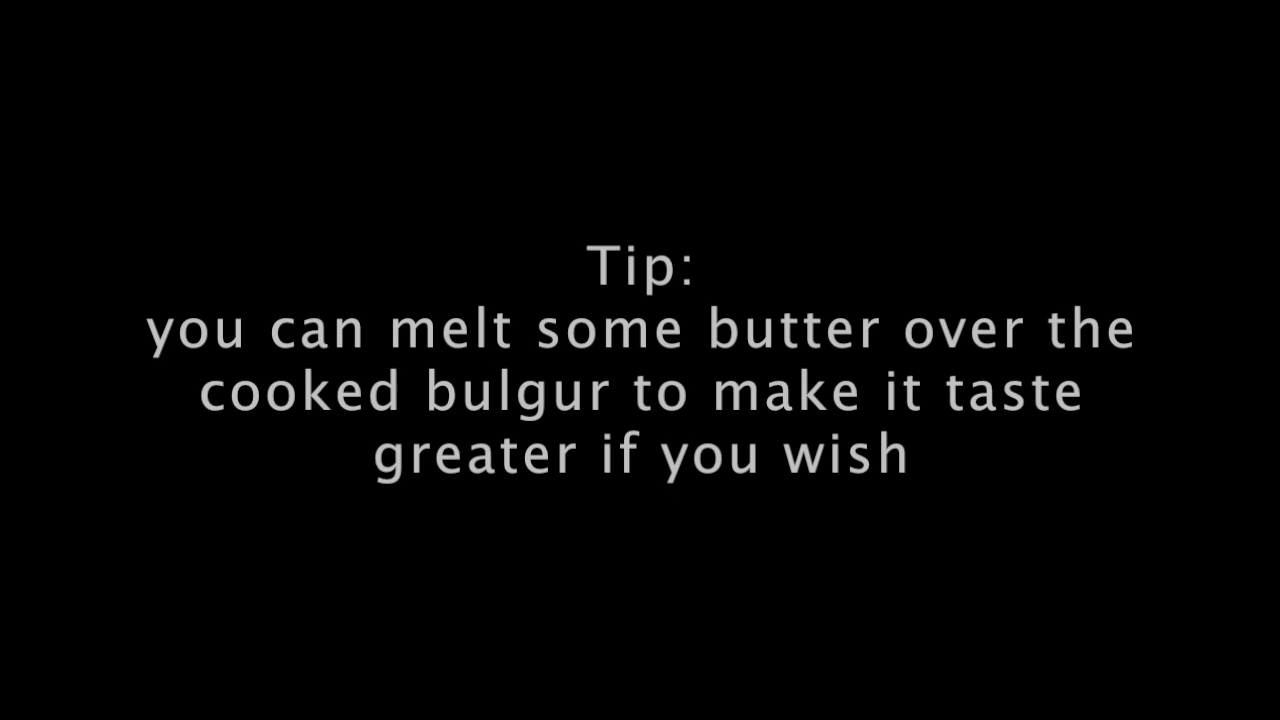 Tip:
you can melt some butter over the
cooked bulgur to make it taste
greater if you wish